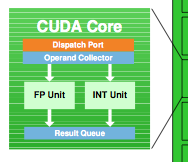 CUDA Core
Dispatch Port
Operand Collector
FP Unit
INT Unit
Result Queue